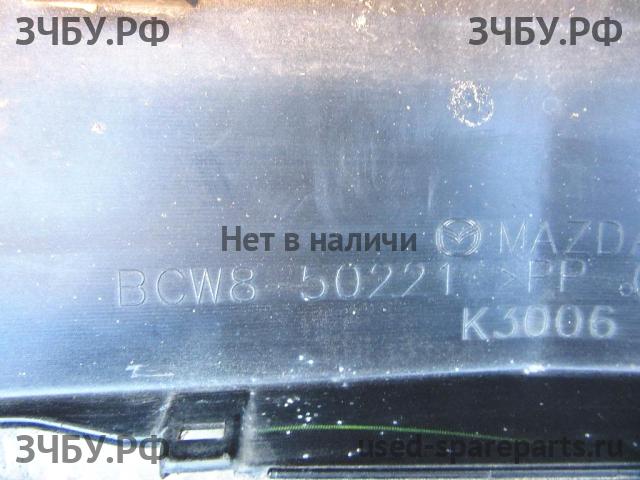 ЗЧБУ.РФ ЗЧБУ.РФ
Нет в наличи MAZDA
BCW8 50221 >PP
K3006
ЗЧБУ.РФ used-spareparts.ru